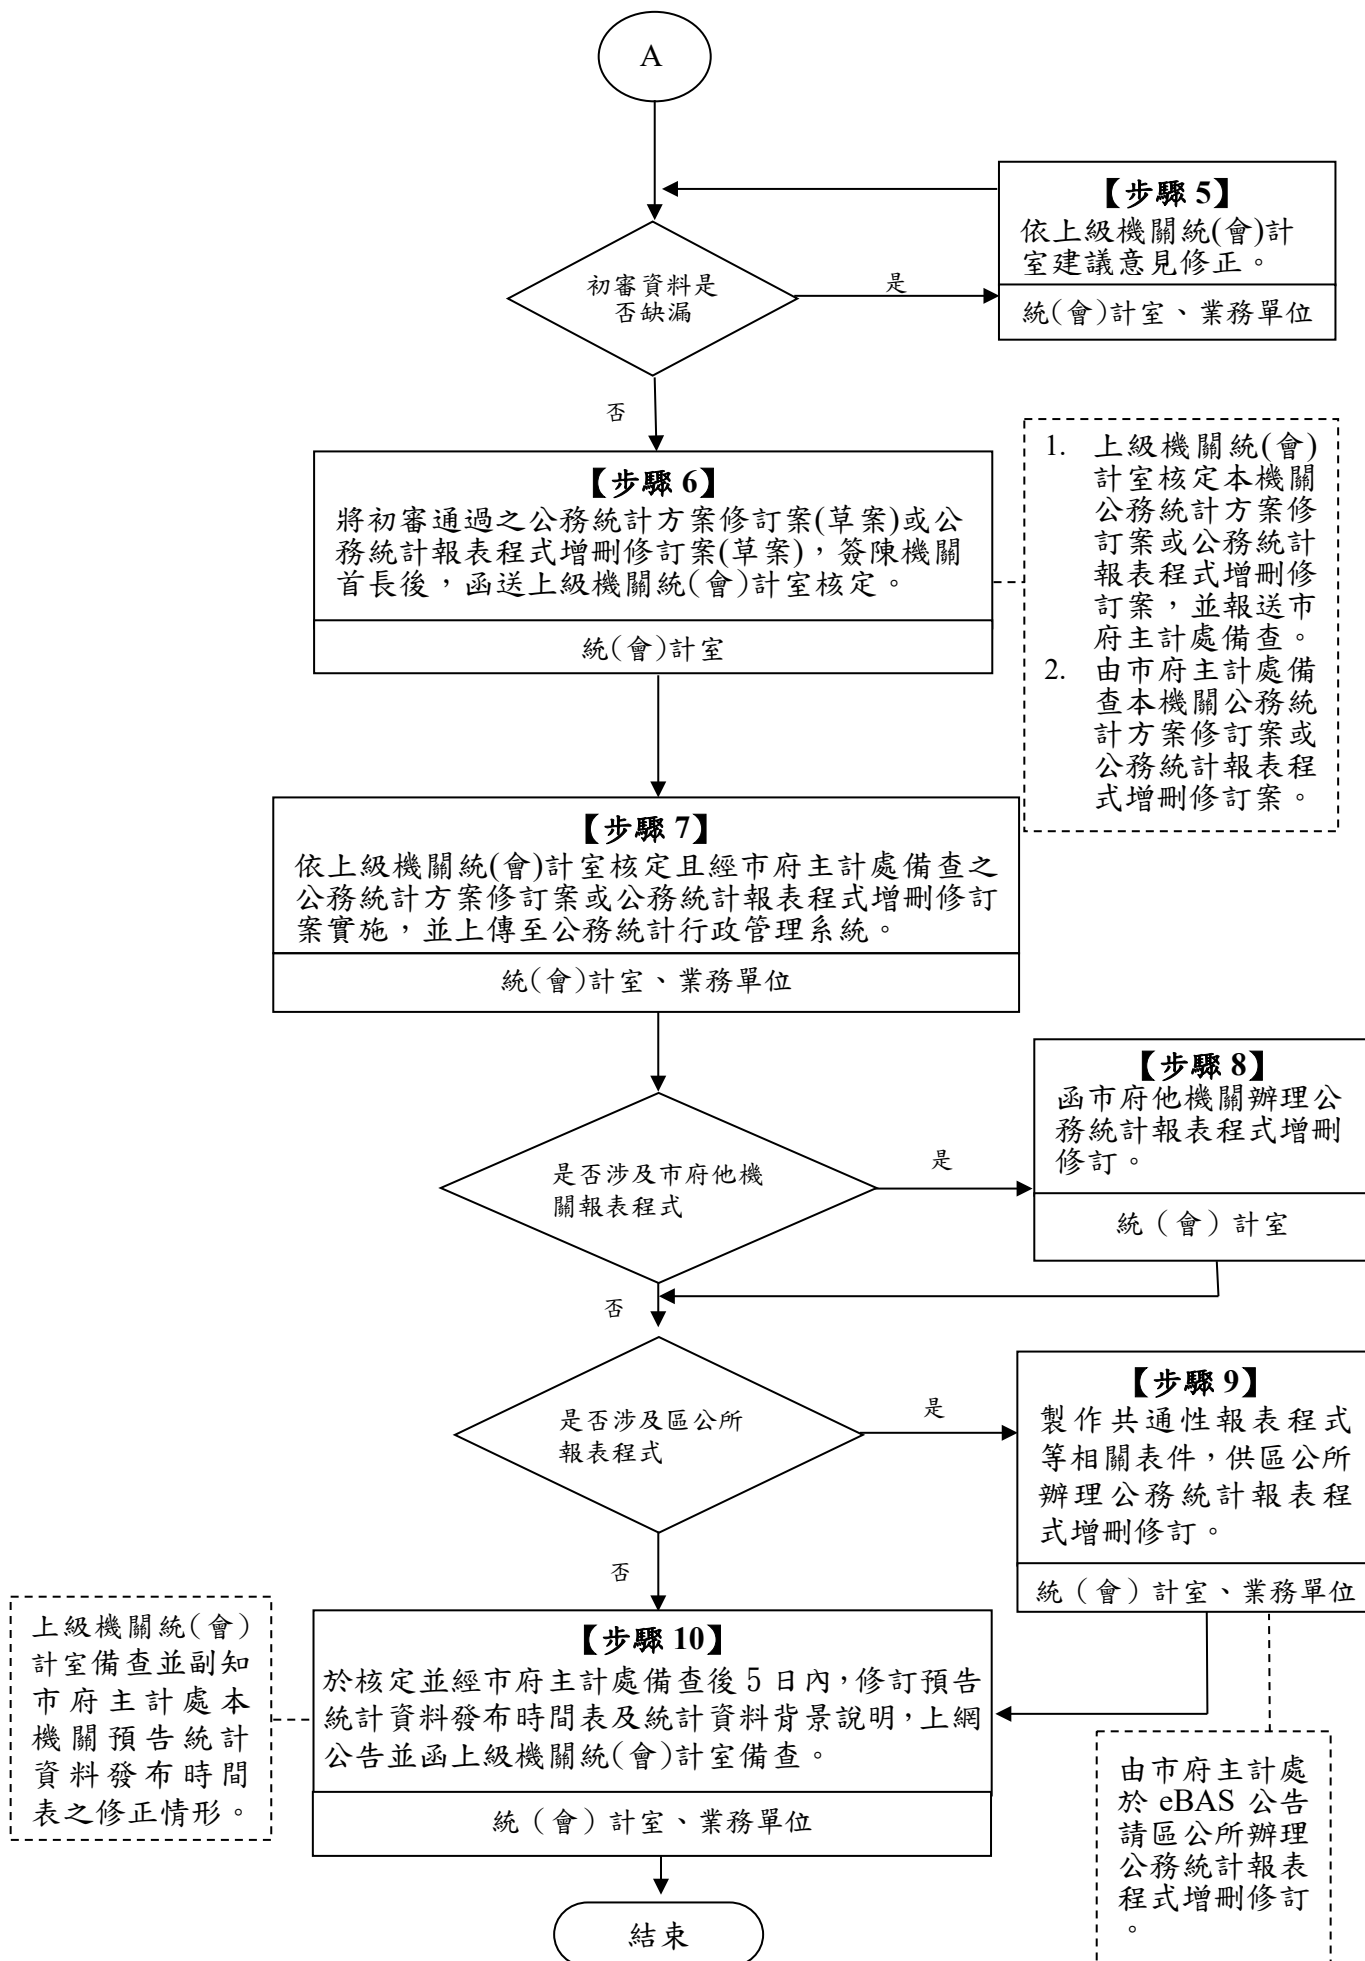 A
【步驟 5】
依上級機關統(會)計
室建議意見修正。
統(會)計室、業務單位
初審資料是
否缺漏
是
否
【步驟 6】
將初審通過之公務統計方案修訂案(草案)或公
務統計報表程式增刪修訂案(草案)，簽陳機關
首長後，函送上級機關統(會)計室核定。
統(會)計室
1. 上級機關統(會)
計室核定本機關
公務統計方案修
訂案或公務統計
報表程式增刪修
訂案，並報送市
府主計處備查。
2. 由市府主計處備
查本機關公務統
計方案修訂案或
公務統計報表程
式增刪修訂案。
【步驟 7】
依上級機關統(會)計室核定且經市府主計處備查之
公務統計方案修訂案或公務統計報表程式增刪修訂
案實施，並上傳至公務統計行政管理系統。
統(會)計室、業務單位
是否涉及市府他機
關報表程式
是
【步驟 8】
函市府他機關辦理公
務統計報表程式增刪
修訂。
統（會）計室
否
是否涉及區公所
報表程式
是
【步驟 9】
製作共通性報表程式
等相關表件，供區公所
辦理公務統計報表程
式增刪修訂。
統（會）計室、業務單位
否
上級機關統(會)
計室備查並副知
市府主計處本
機關預告統計
資料發布時間
表之修正情形。
【步驟 10】
於核定並經市府主計處備查後 5 日內，修訂預告
統計資料發布時間表及統計資料背景說明，上網
公告並函上級機關統(會)計室備查。
統（會）計室、業務單位
由市府主計處
於 eBAS 公告
請區公所辦理
公務統計報表
程式增刪修訂
。
結束